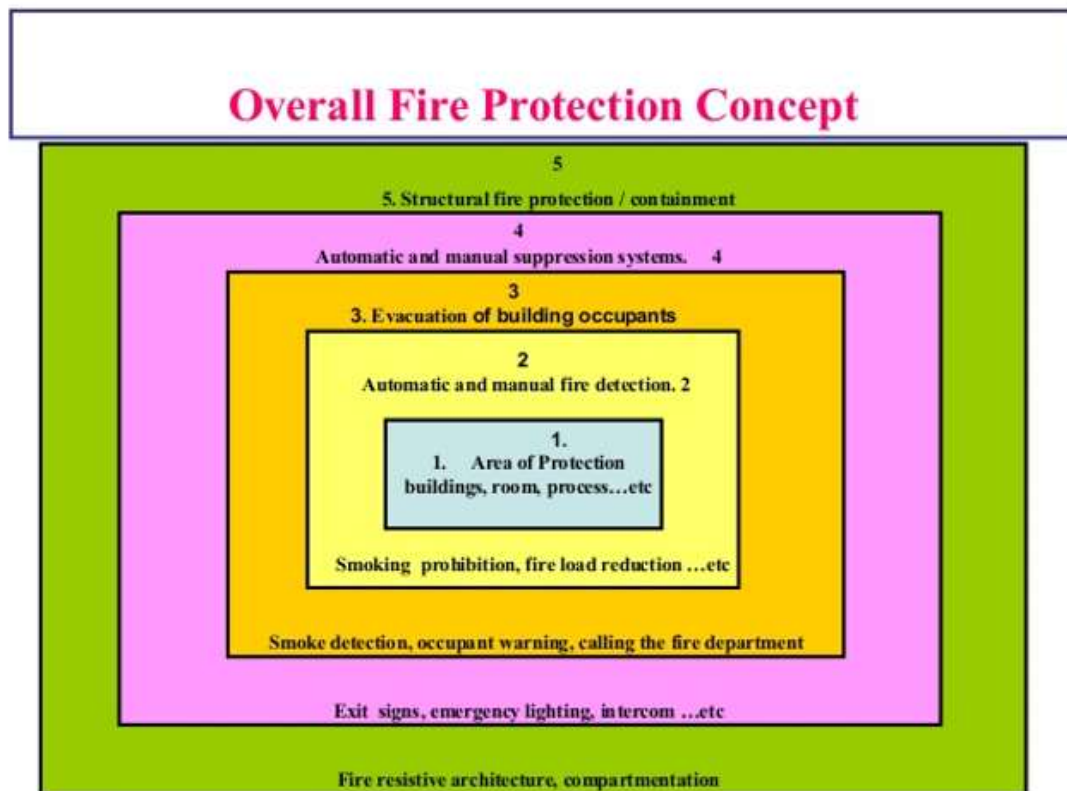 Overall Fire Protection Concept
5
5. Structural fire protection / containment
4
Automatic and manual suppression systems. 4
3
3. Evacuation of building occupants
2
Automatic and manual fire detection. 2
1.
1. Area of Protection
buildings, room, process…etc
Smoking prohibition, fire load reduction …etc
Smoke detection, occupant warning, calling the fire department
Exit signs, emergency lighting, intercom …etc
Fire resistive architecture, compartmentation